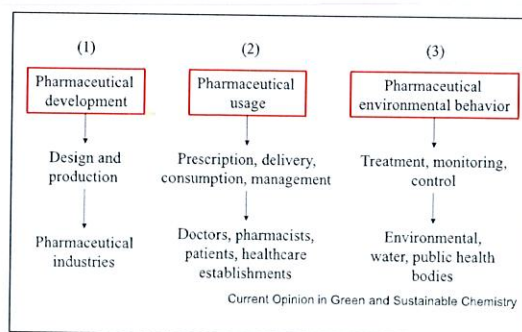 (1)
(2)
(3)
Pharmaceutical
development
Pharmaceutical
usage
Pharmaceutical
environmental behavior
Design and
production
Prescription, delivery,
consumption, management
Treatment, monitoring,
control
Pharmaceutical
industries
Doctors, pharmacists,
patients, healthcare
establishments
Environmental,
water, public health
bodies
Current Opinion in Green and Sustainable Chemistry